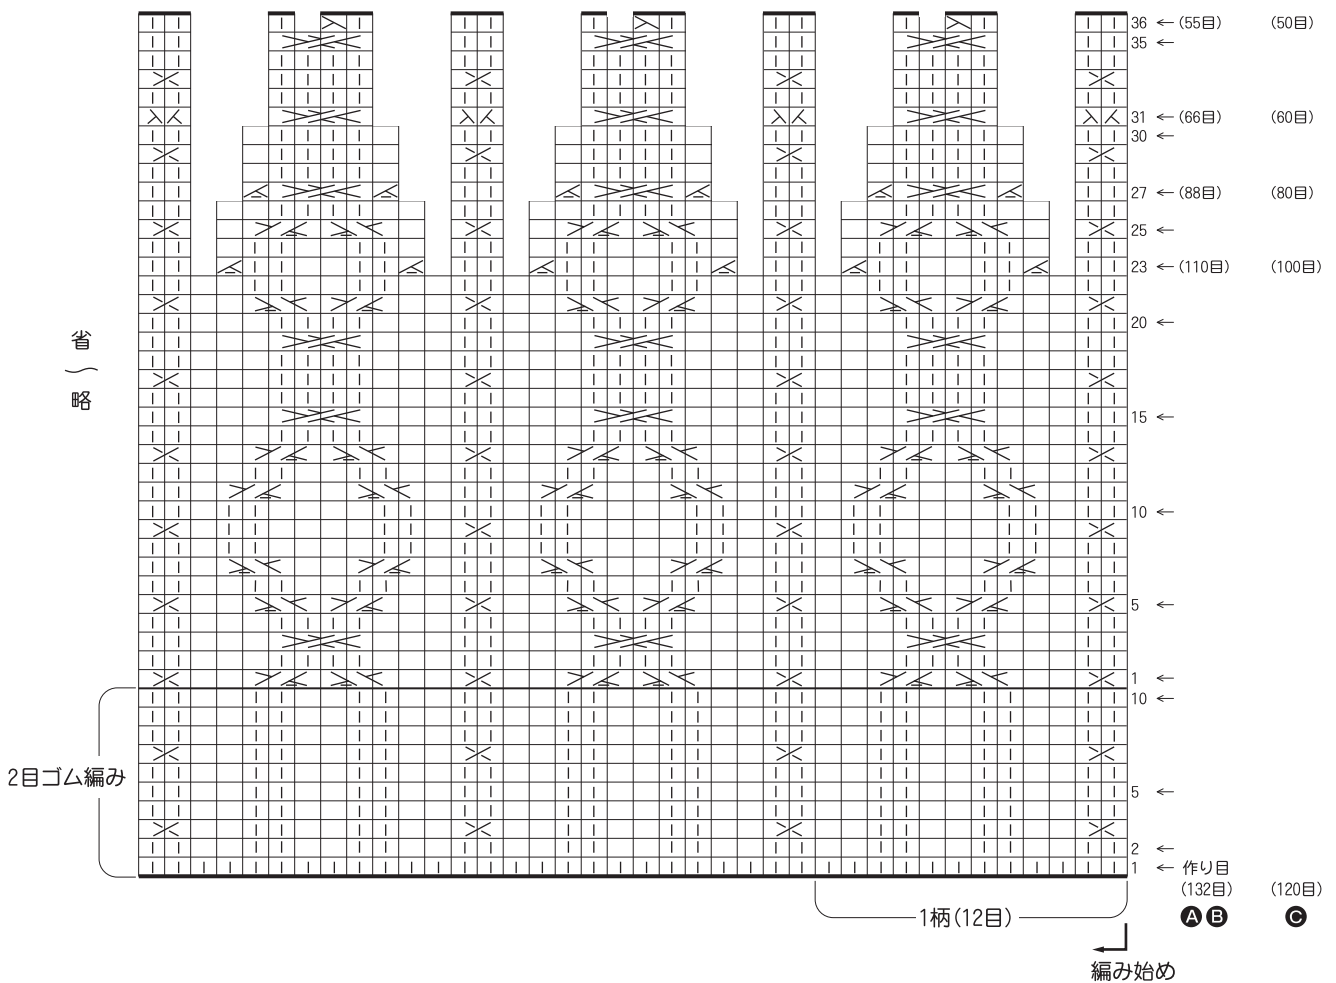 36 ←(55目) (50目)
35 ←
31 ←(66目) (60目)
30 ←
27 ←(88目) (80目)
25 ←
23 ←(110目) (100目)
20 ←
省
〜
略
15 ←
10 ←
5 ←
1 ←
10 ←
2目ゴム編み
5 ←
2 ←
1 ← 作り目
(132目) (120目)
1柄(12目)
A B C
編み始め